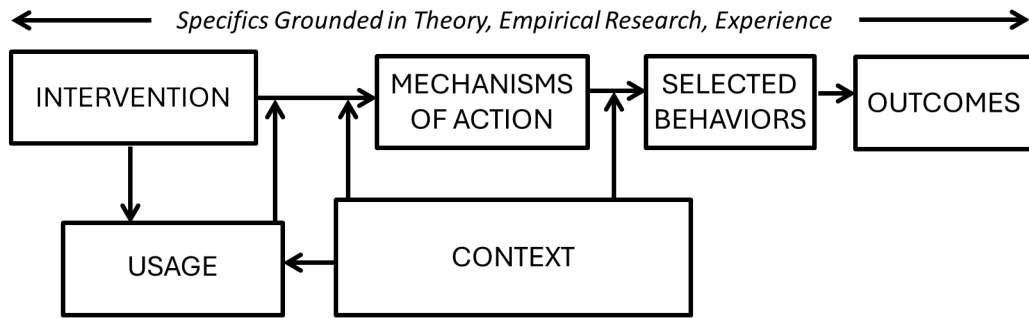 Specifics Grounded in Theory, Empirical Research, Experience
INTERVENTION
MECHANISMS
OF ACTION
SELECTED
BEHAVIORS
OUTCOMES
USAGE
CONTEXT